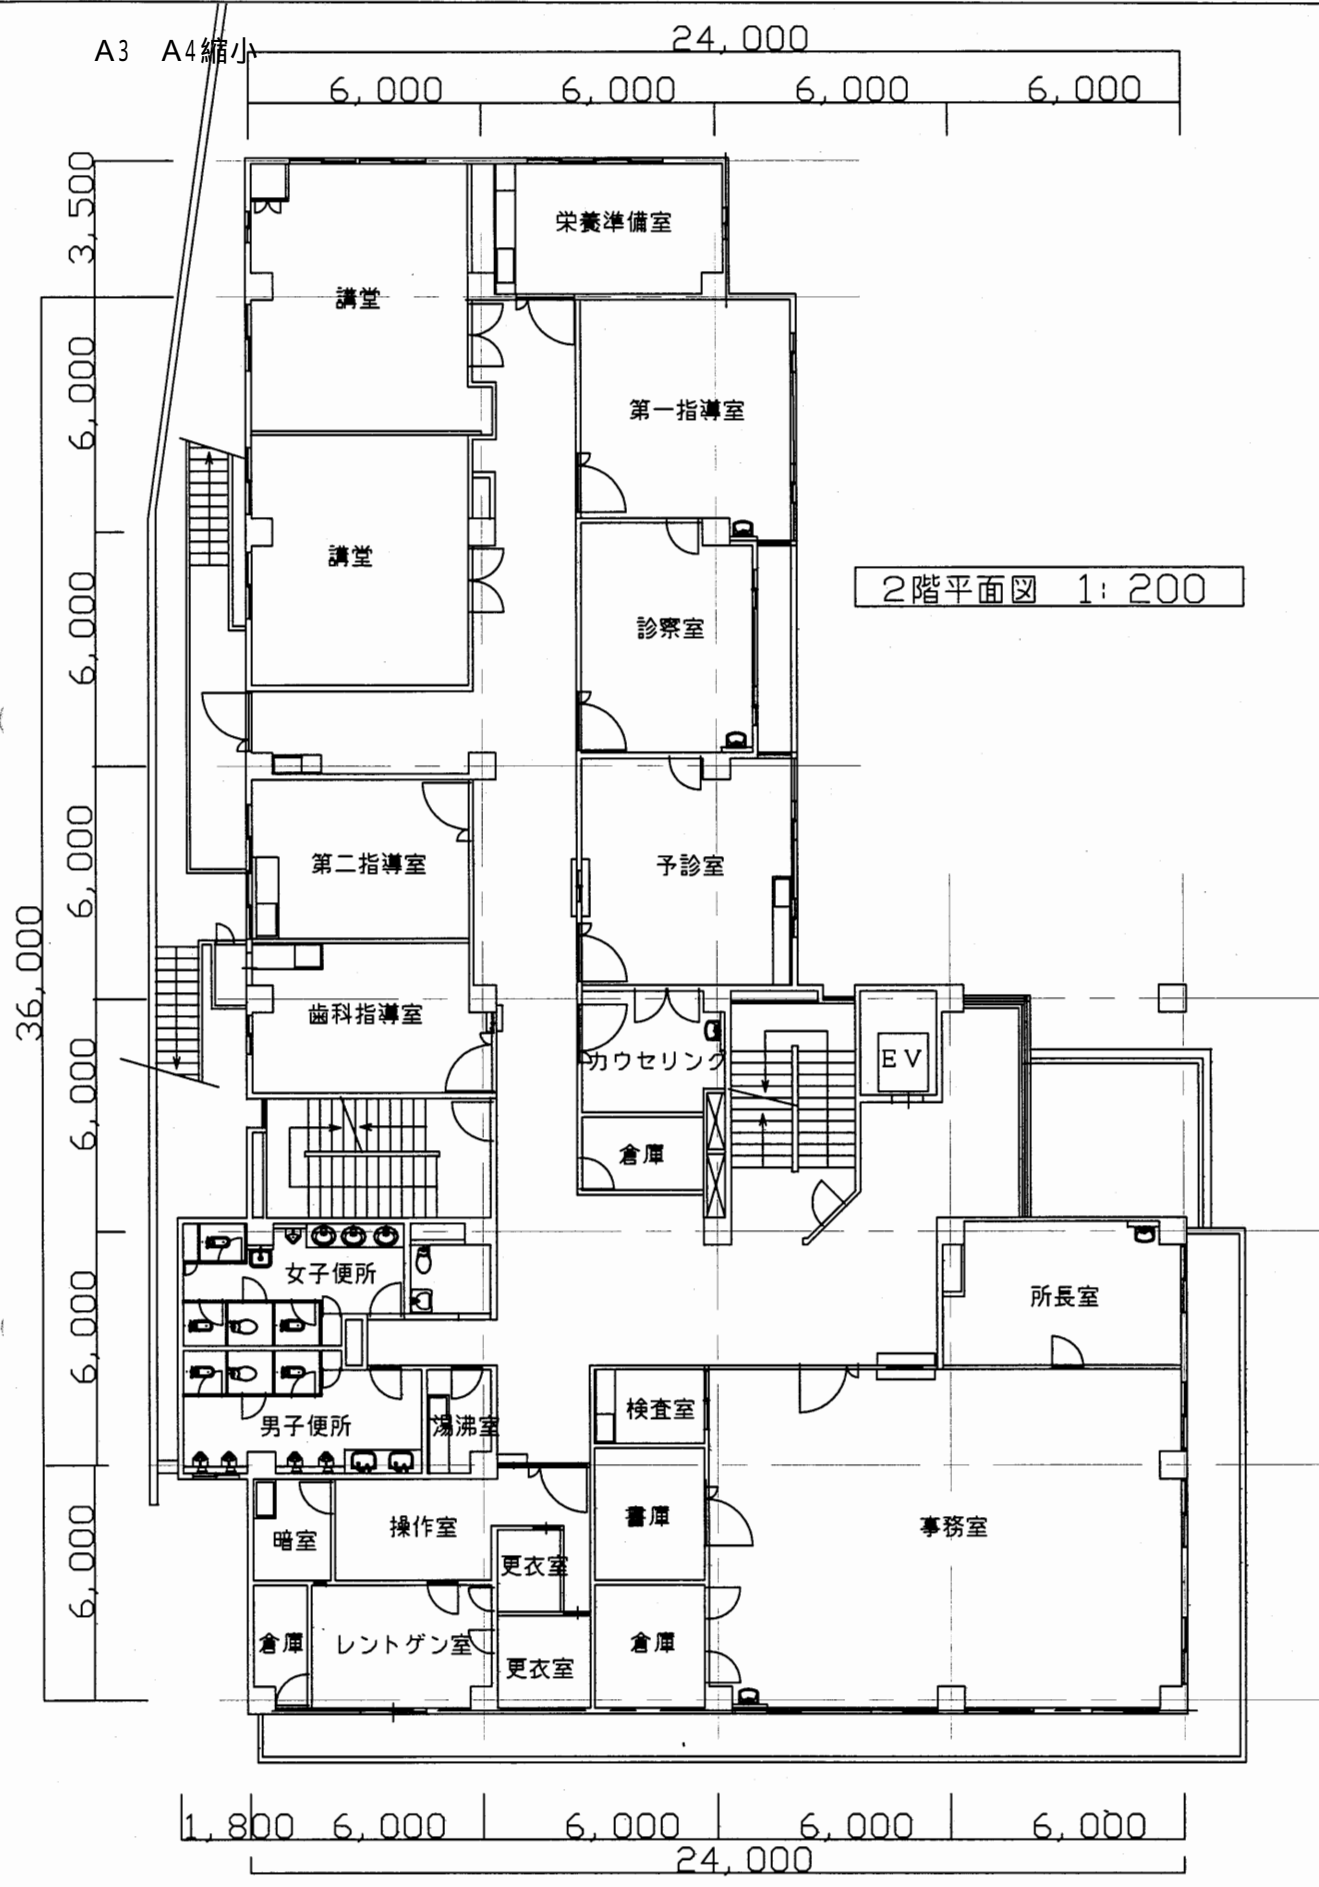 A3 A4縮小
24,000
6,000 6,000 6,000 6,000
3,500
6,000
6,000
6,000
6,000
6,000
6,000
36,000
栄養準備室
講堂
第一指導室
講堂
2階平面図 1:200
診察室
第二指導室
予診室
歯科指導室
カウセリング
EV
倉庫
女子便所
所長室
男子便所
湯沸室
検査室
暗室
操作室
更衣室
書庫
事務室
倉庫
レントゲン室
更衣室
倉庫
1,800 6,000 6,000 6,000 6,000
24,000